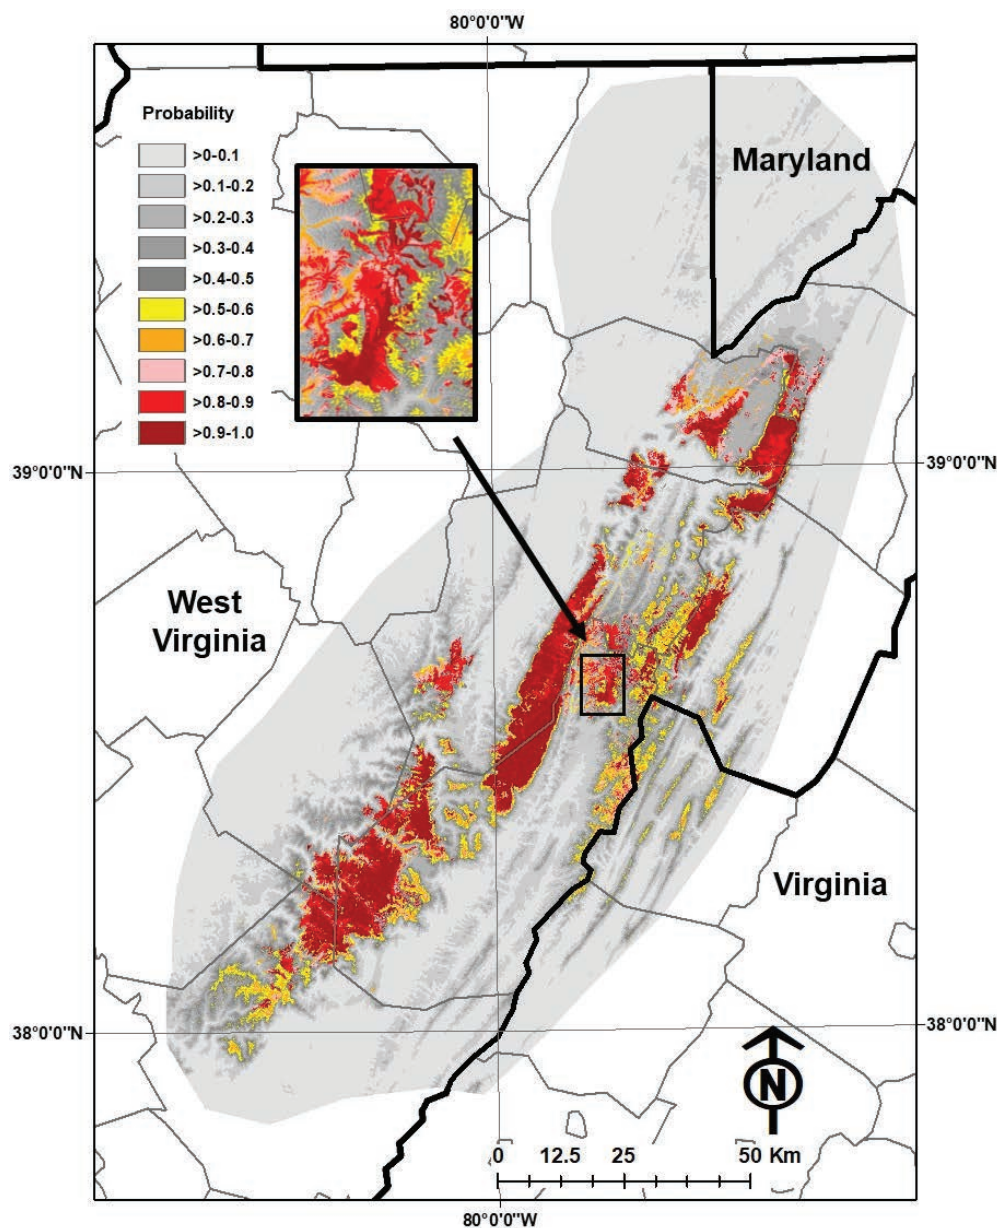 80°0'0"W
Probability
>0-0.1
>0.1-0.2
>0.2-0.3
>0.3-0.4
>0.4-0.5
>0.5-0.6
>0.6-0.7
>0.7-0.8
>0.8-0.9
>0.9-1.0
Maryland
39°0'0"N
39°0'0"N
West
Virginia
Virginia
38°0'0"N
38°0'0"N
N
0 12.5 25 50 Km
80°0'0"W